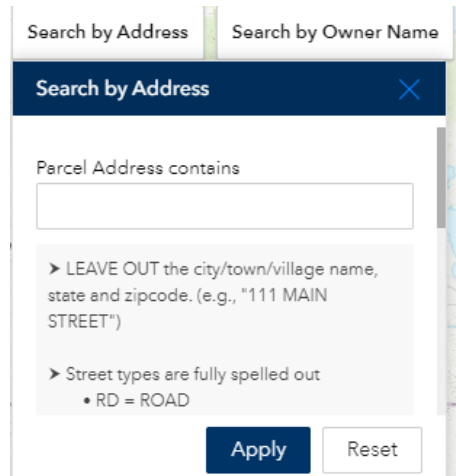 Search by Address Search by Owner Name
Search by Address
Parcel Address contains
➤ LEAVE OUT the city/town/village name,
state and zipcode. (e.g., "111 MAIN
STREET")
➤ Street types are fully spelled out
• RD = ROAD
Apply Reset